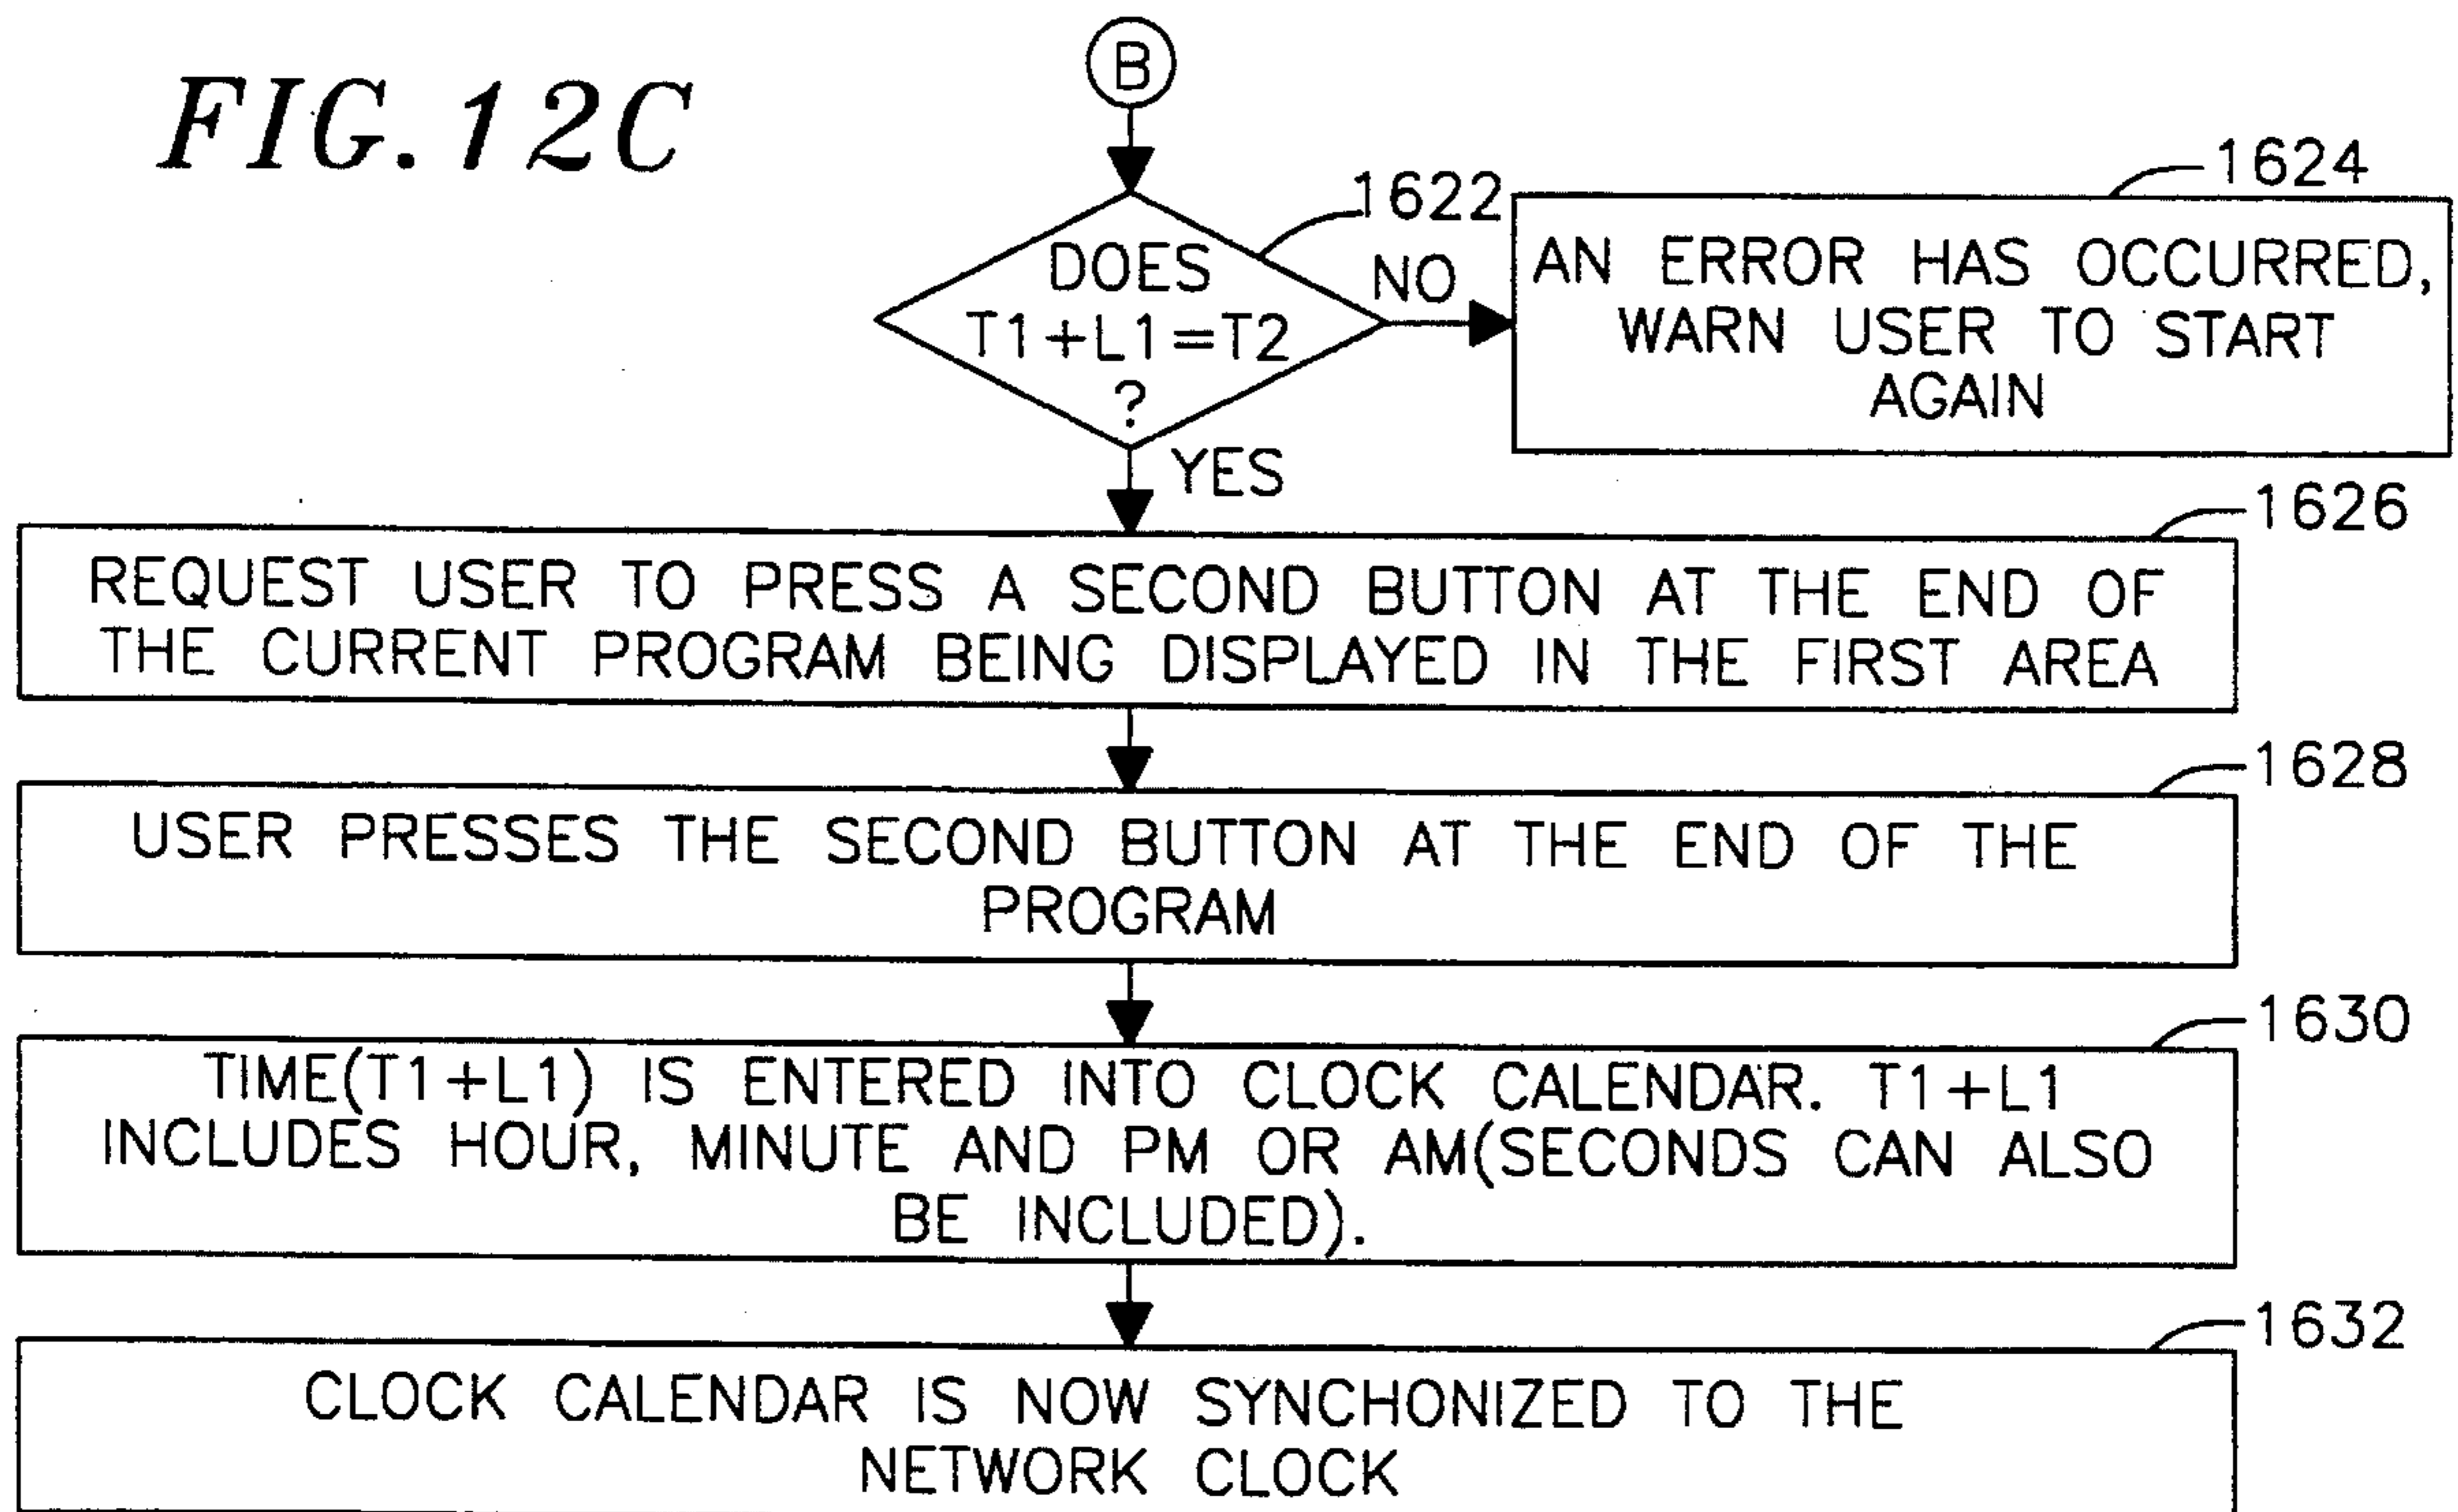 FIG. 12C
B
1622
1624
DOES
T1+L1=T2
?
NO
AN ERROR HAS OCCURRED,
WARN USER TO START
AGAIN
YES
1626
REQUEST USER TO PRESS A SECOND BUTTON AT THE END OF
THE CURRENT PROGRAM BEING DISPLAYED IN THE FIRST AREA
1628
USER PRESSES THE SECOND BUTTON AT THE END OF THE
PROGRAM
1630
TIME(T1+L1) IS ENTERED INTO CLOCK CALENDAR. T1+L1
INCLUDES HOUR, MINUTE AND PM OR AM(SECONDS CAN ALSO
BE INCLUDED).
1632
CLOCK CALENDAR IS NOW SYNCHONIZED TO THE
NETWORK CLOCK